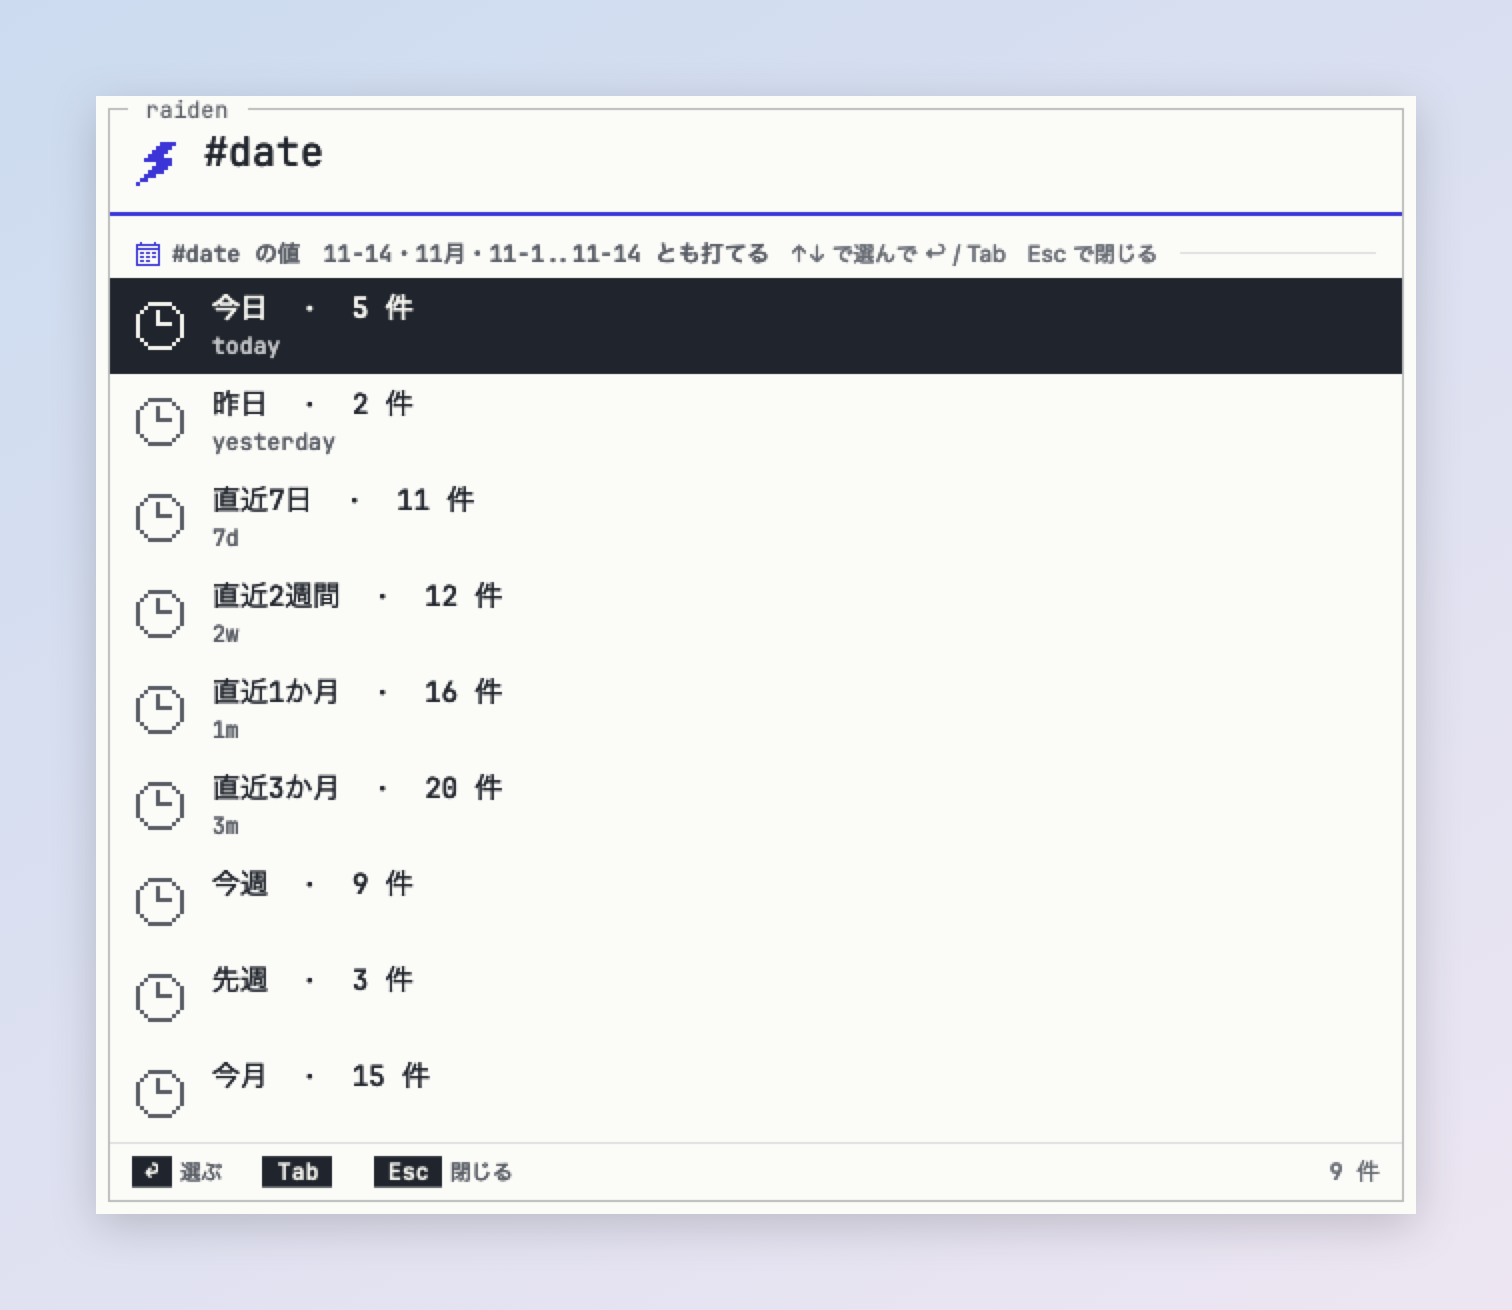 raiden
#date
#date の値 11-14・11月・11-1..11-14 とも打てる ↑↓ で選んで ⏎ / Tab Esc で閉じる
今日 · 5 件
today
昨日 · 2 件
yesterday
直近7日 · 11 件
7d
直近2週間 · 12 件
2w
直近1か月 · 16 件
1m
直近3か月 · 20 件
3m
今週 · 9 件
先週 · 3 件
今月 · 15 件
⏎ 選ぶ Tab Esc 閉じる 9 件